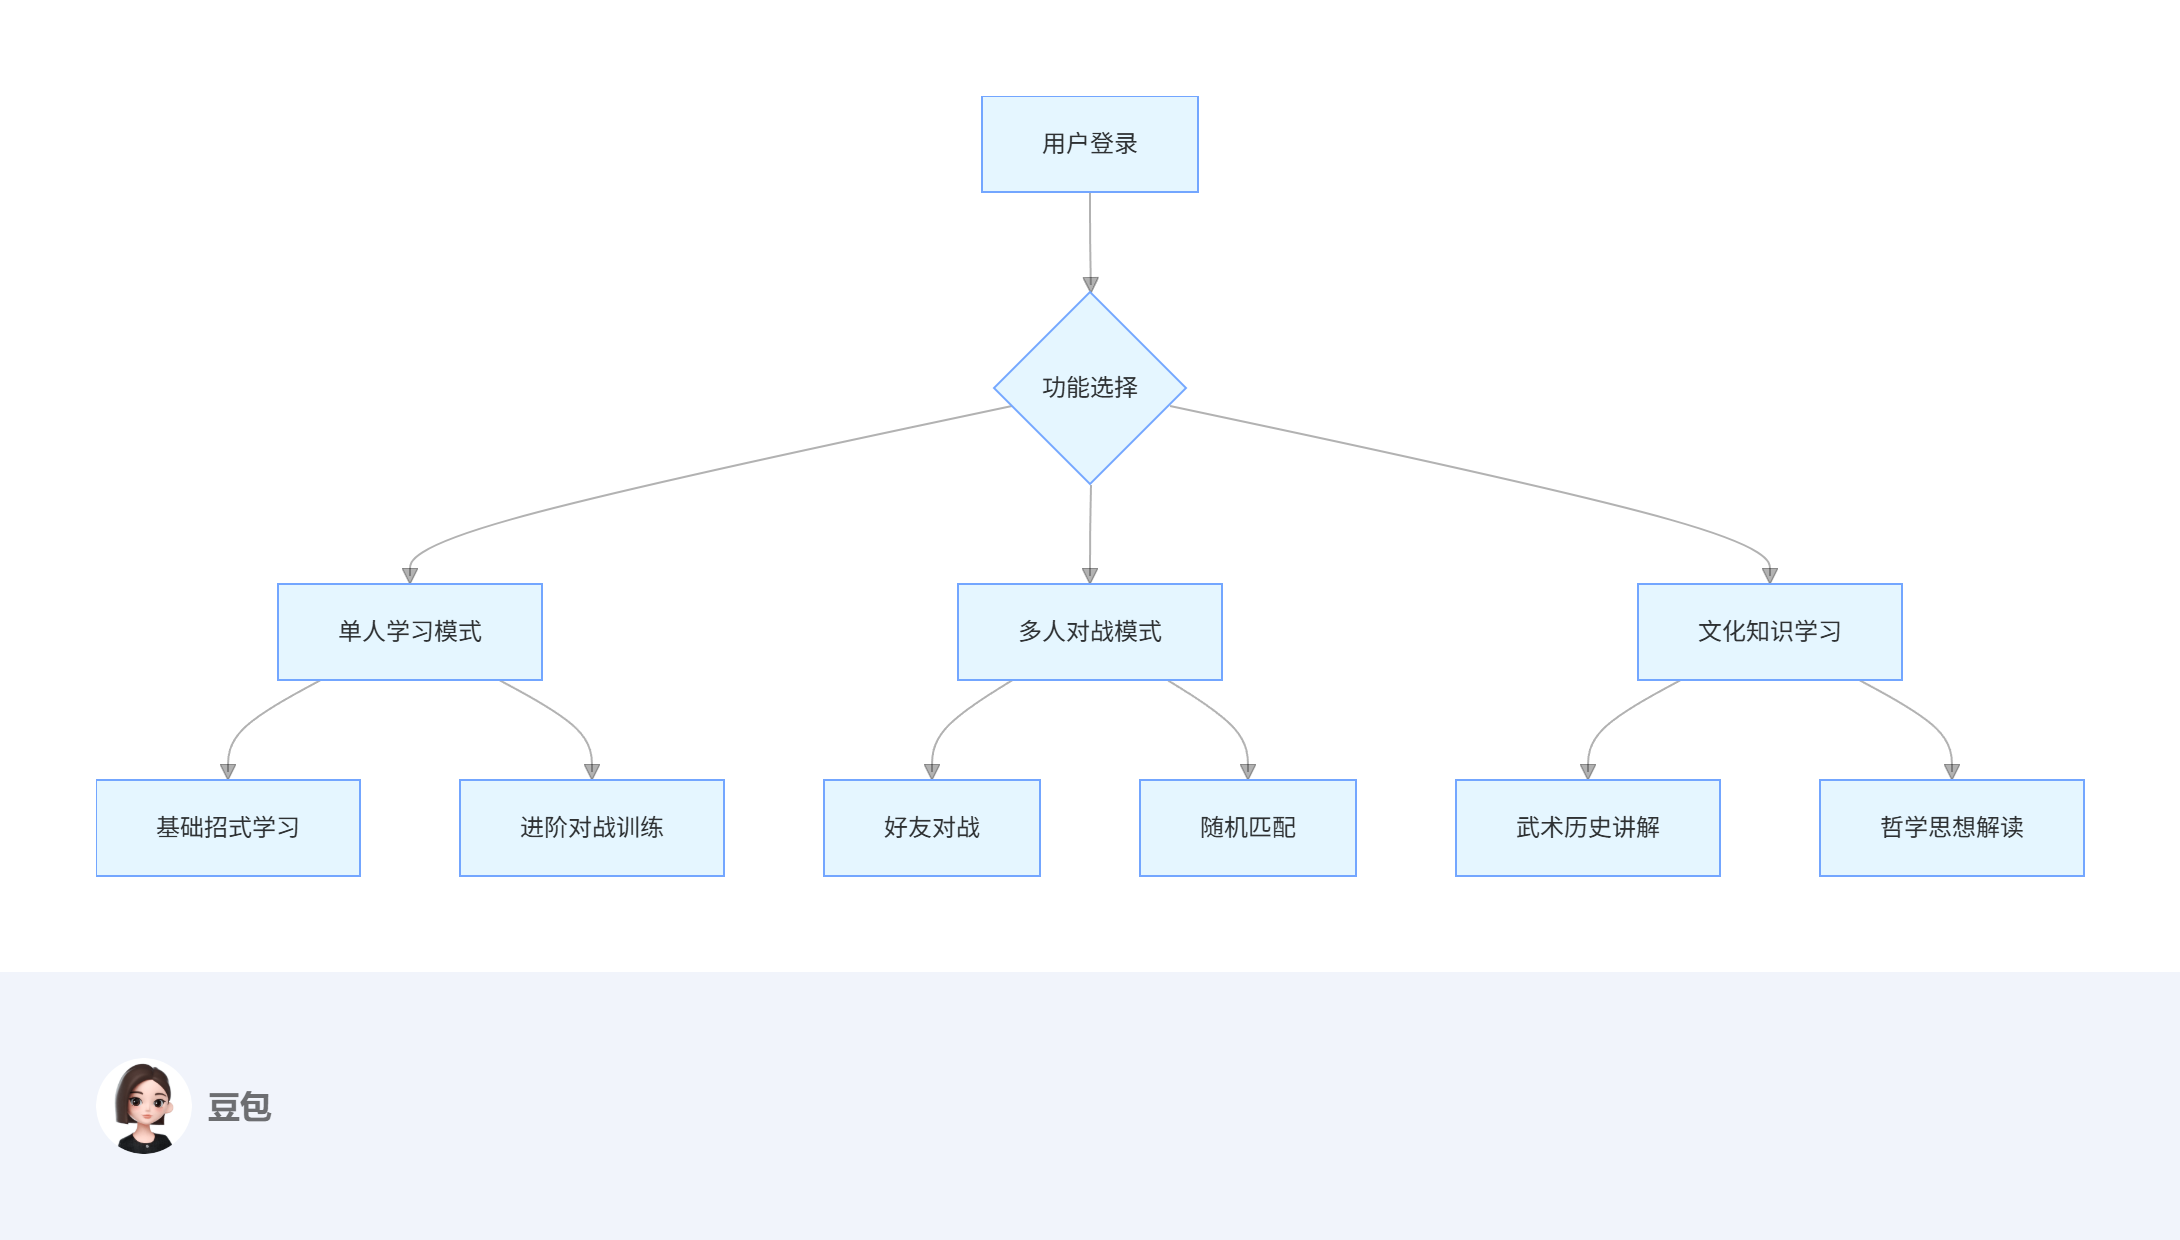 用户登录
功能选择
单人学习模式
多人对战模式
文化知识学习
基础招式学习
进阶对战训练
好友对战
随机匹配
武术历史讲解
哲学思想解读
豆包